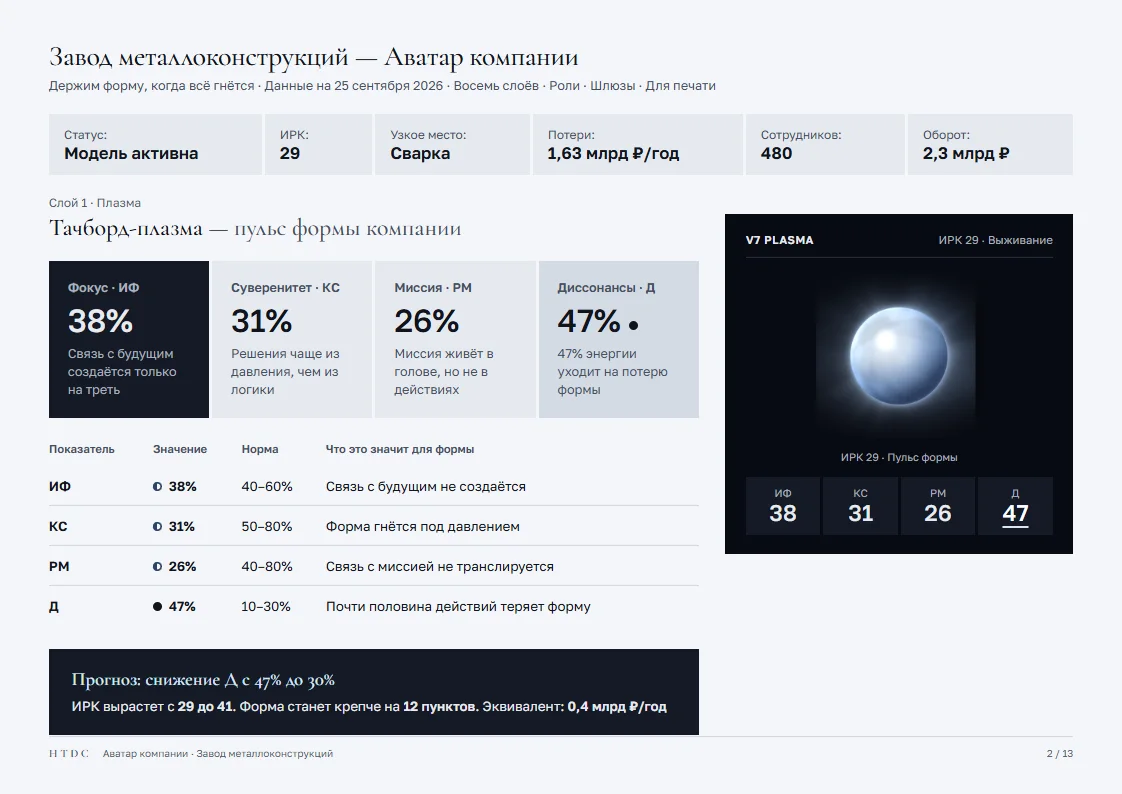 Завод металлоконструкций — Аватар компании
Держим форму, когда всё гнётся · Данные на 25 сентября 2026 · Восемь слоёв · Роли · Шлюзы · Для печати
Статус:
Модель активна
ИРК:
29
Узкое место:
Сварка
Потери:
1,63 млрд ₽/год
Сотрудников:
480
Оборот:
2,3 млрд ₽
Слой 1 · Плазма
Тачборд-плазма — пульс формы компании
Фокус · ИФ
38%
Связь с будущим
создаётся только
на треть
Суверенитет · КС
31%
Решения чаще из
давления, чем из
логики
Миссия · РМ
26%
Миссия живёт в
голове, но не в
действиях
Диссонансы · Д
47% ●
47% энергии
уходит на потерю
формы
Показатель Значение Норма Что это значит для формы
ИФ ◐ 38% 40–60% Связь с будущим не создаётся
КС ◐ 31% 50–80% Форма гнётся под давлением
РМ ◐ 26% 40–80% Связь с миссией не транслируется
Д ● 47% 10–30% Почти половина действий теряет форму
Прогноз: снижение Д с 47% до 30%
ИРК вырастет с 29 до 41. Форма станет крепче на 12 пунктов. Эквивалент: 0,4 млрд ₽/год
V7 PLASMA
ИРК 29 · Выживание
ИРК 29 · Пульс формы
ИФ
38
КС
31
РМ
26
Д
47
HTDC Аватар компании · Завод металлоконструкций
2 / 13